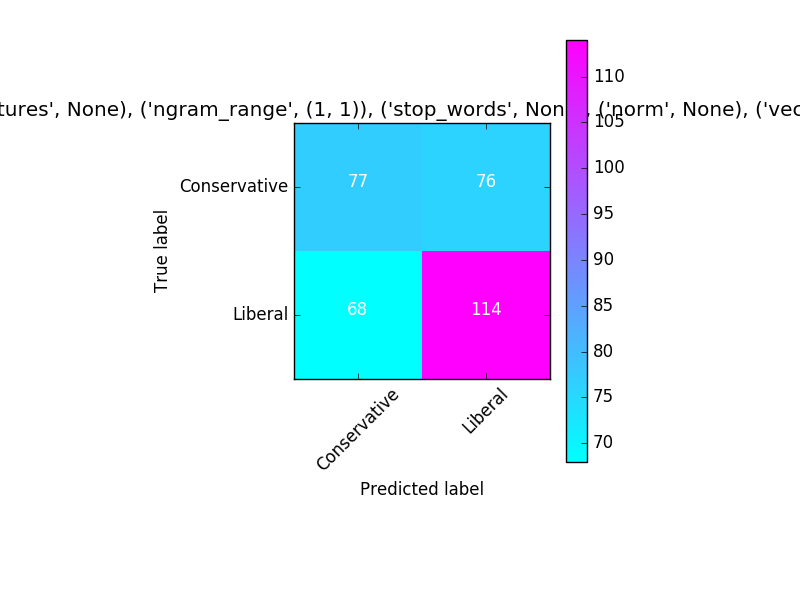 tures', None), ('ngram_range', (1, 1)), ('stop_words', Non ('norm', None), ('vec
110
105
100
95
90
85
80
75
70
Conservative
77
76
Liberal
68
114
True label
Conservative
Liberal
Predicted label